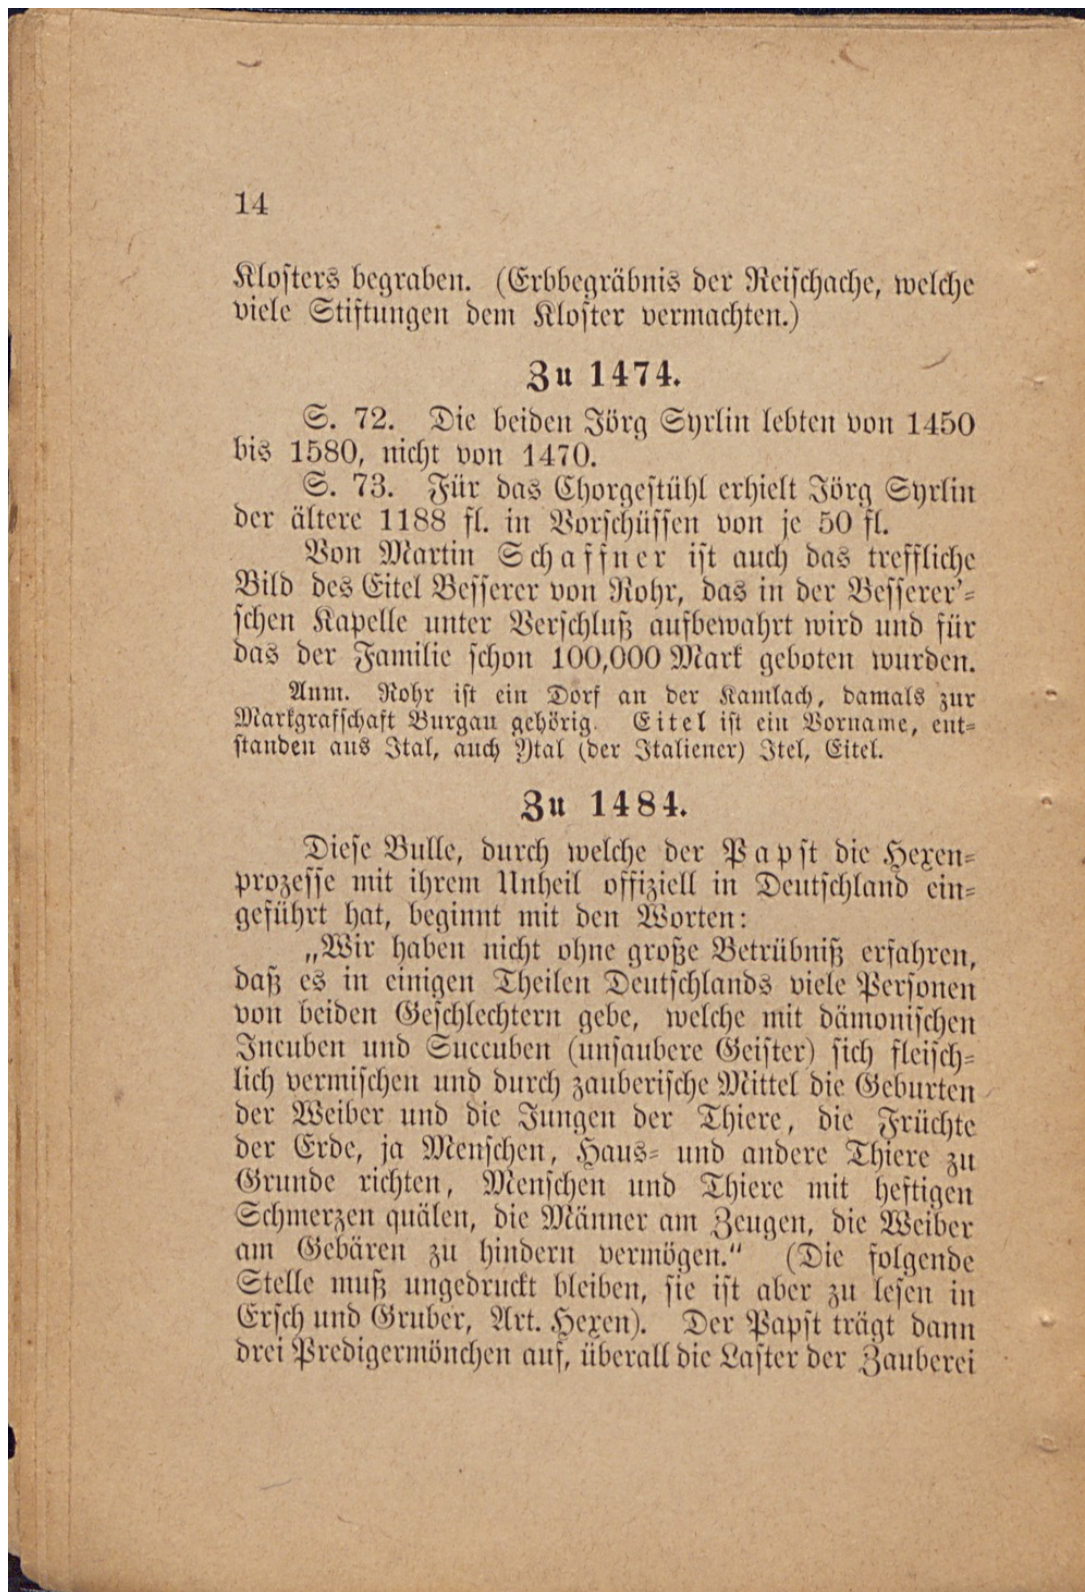 14
Klosters begraben. (Erbbegräbnis der Reischache, welche
viele Stiftungen dem Kloster vermachten.)
Zu 1474.
S. 72. Die beiden Jörg Syrlin lebten von 1450
bis 1580, nicht von 1470.
S. 73. Für das Chorgestühl erhielt Jörg Syrlin
der ältere 1188 fl. in Vorschüssen von je 50 fl.
Von Martin Schaffner ist auch das treffliche
Bild des Eitel Besserer von Rohr, das in der Besserer'-
schen Kapelle unter Verschluß aufbewahrt wird und für
das der Familie schon 100,000 Mark geboten wurden.
Anm. Rohr ist ein Dorf an der Kamlach, damals zur
Markgrafschaft Burgau gehörig. Eitel ist ein Vorname, ent-
standen aus Ital, auch Ytal (der Italiener) Itel, Eitel.
Zu 1484.
Diese Bulle, durch welche der Papst die Hexen-
prozesse mit ihrem Unheil offiziell in Deutschland ein-
geführt hat, beginnt mit den Worten:
„Wir haben nicht ohne große Betrübniß erfahren,
daß es in einigen Theilen Deutschlands viele Personen
von beiden Geschlechtern gebe, welche mit dämonischen
Incuben und Succuben (unsaubere Geister) sich fleisch-
lich vermischen und durch zauberische Mittel die Geburten
der Weiber und die Jungen der Thiere, die Früchte
der Erde, ja Menschen, Haus- und andere Thiere zu
Grunde richten, Menschen und Thiere mit heftigen
Schmerzen quälen, die Männer am Zeugen, die Weiber
am Gebären zu hindern vermögen.“ (Die folgende
Stelle muß ungedruckt bleiben, sie ist aber zu lesen in
Ersch und Gruber, Art. Hexen). Der Papst trägt dann
drei Predigermönchen auf, überall die Laster der Zauberei